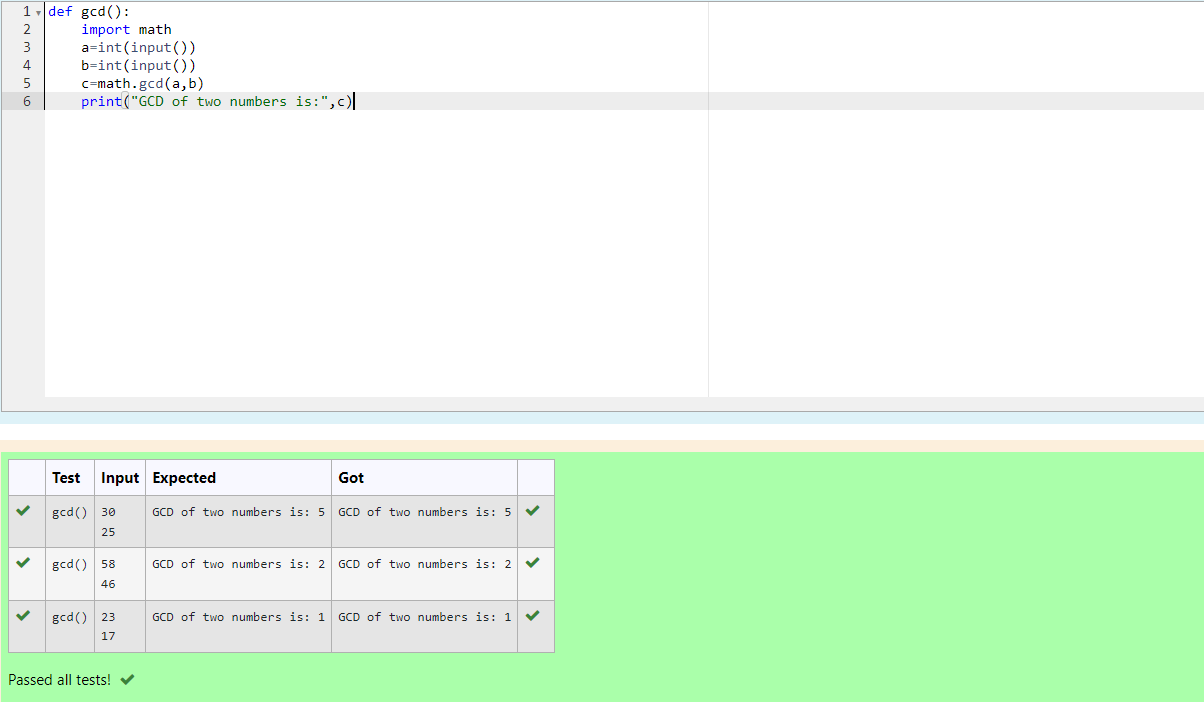 1 def gcd():
2     import math
3     a=int(input())
4     b=int(input())
5     c=math.gcd(a,b)
6     print("GCD of two numbers is:",c)
Test Input Expected Got
gcd() 30 GCD of two numbers is: 5 GCD of two numbers is: 5
25
gcd() 58 GCD of two numbers is: 2 GCD of two numbers is: 2
46
gcd() 23 GCD of two numbers is: 1 GCD of two numbers is: 1
17
Passed all tests!